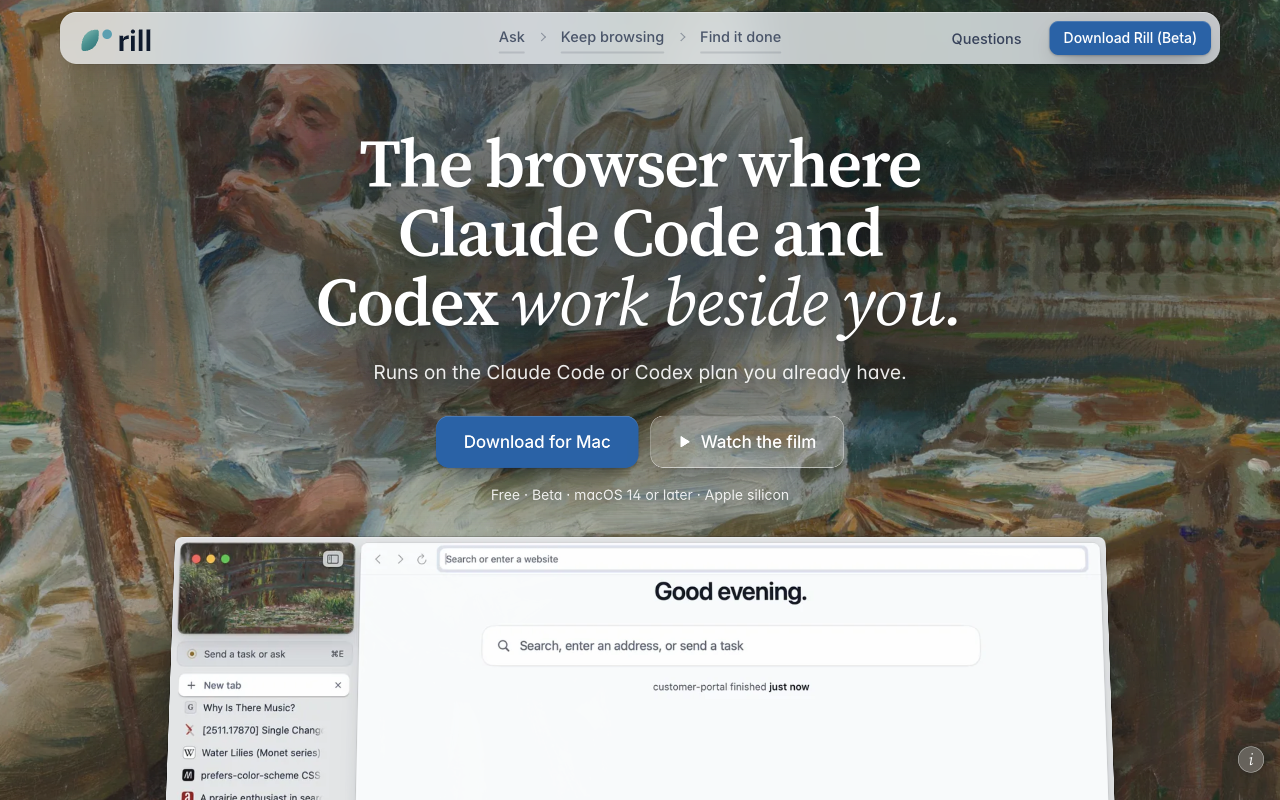 rill
Ask
Keep browsing
Find it done
Questions
Download Rill (Beta)
The browser where
Claude Code and
Codex work beside you.
Runs on the Claude Code or Codex plan you already have.
Download for Mac
Watch the film
Free · Beta · macOS 14 or later · Apple silicon
Search or enter a website
Good evening.
Send a task or ask ⌘E
Search, enter an address, or send a task
New tab
customer-portal finished just now
G Why Is There Music?
[2511.17870] Single Chang
W Water Lilies (Monet series)
prefers-color-scheme CSS
a A prairie enthusiast in sear
i